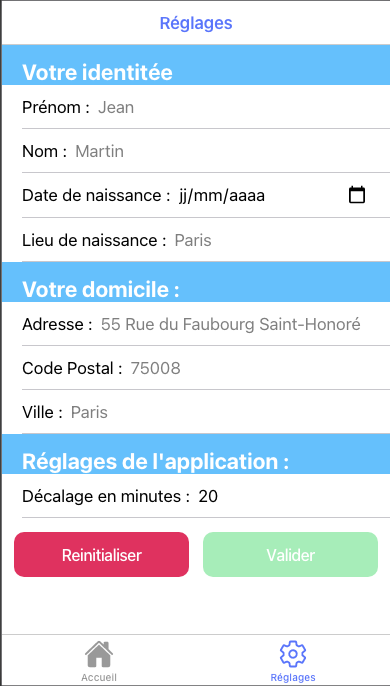 Réglages
Votre identitée
Prénom : Jean
Nom : Martin
Date de naissance : jj/mm/aaaa
Lieu de naissance : Paris
Votre domicile :
Adresse : 55 Rue du Faubourg Saint-Honoré
Code Postal : 75008
Ville : Paris
Réglages de l'application :
Décalage en minutes : 20
Reinitialiser Valider
Accueil Réglages